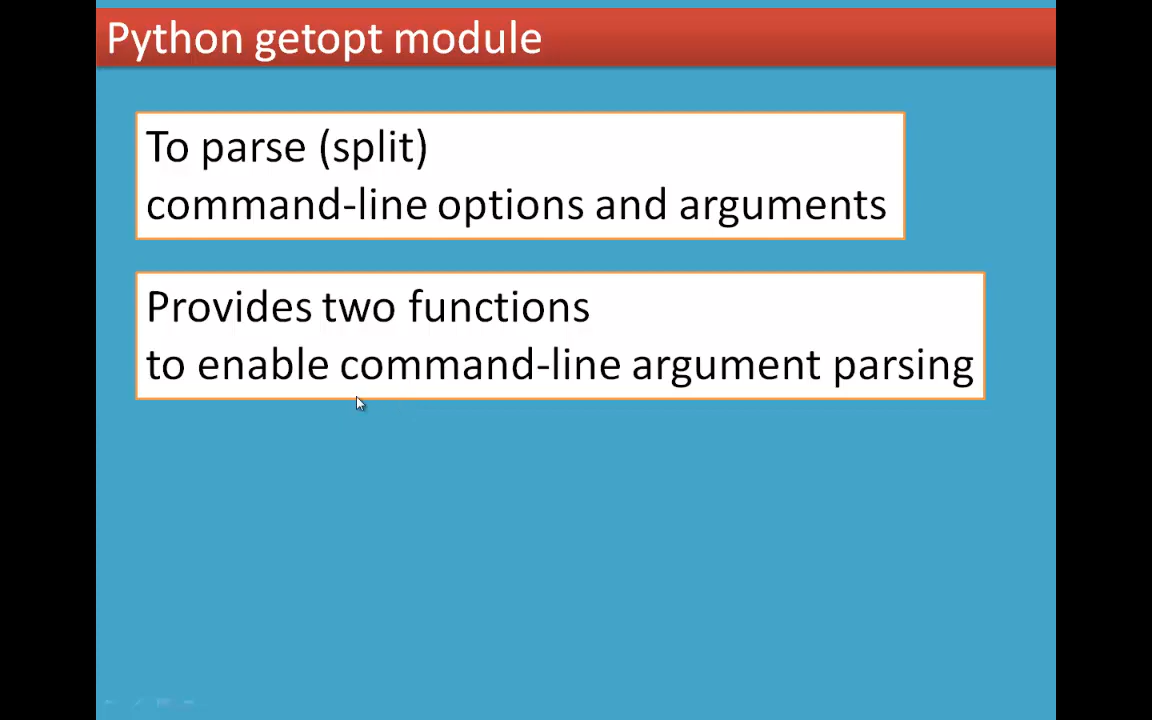 Python getopt module
To parse (split)
command-line options and arguments
Provides two functions
to enable command-line argument parsing